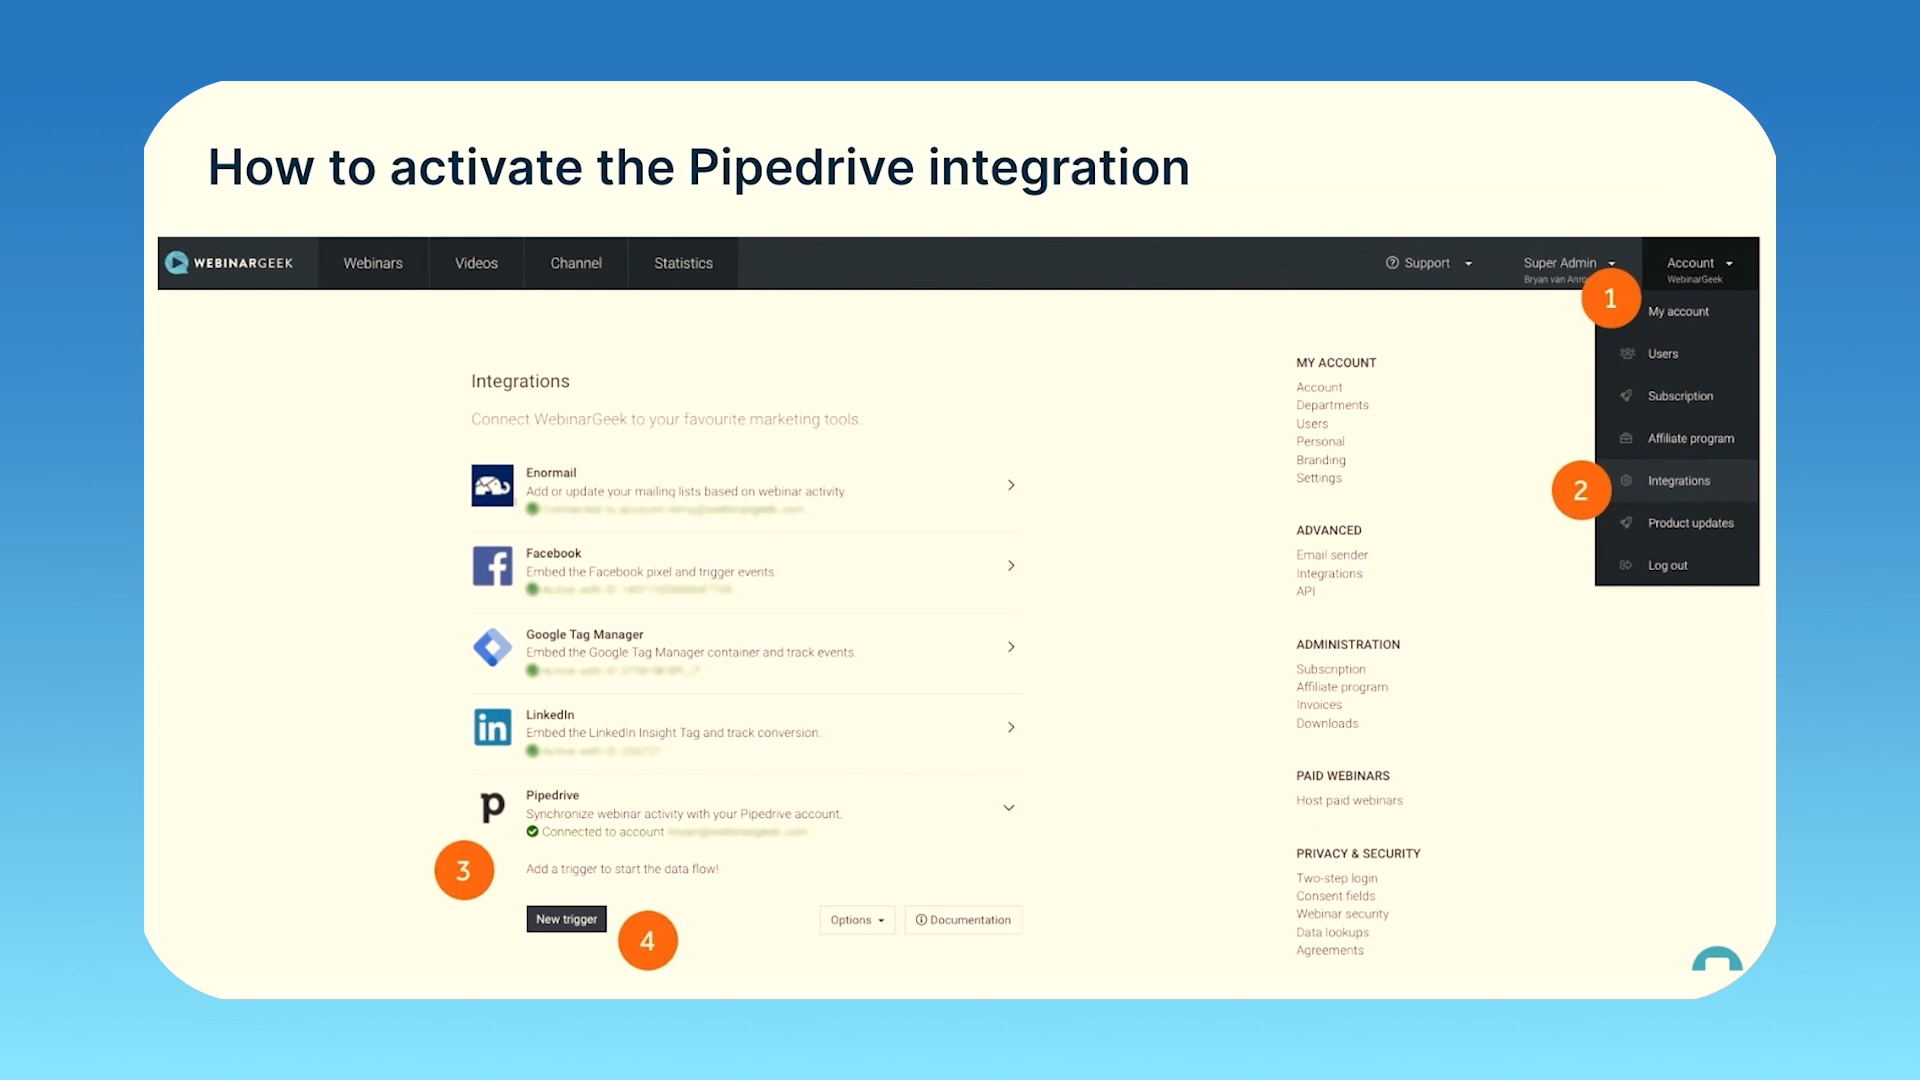 How to activate the Pipedrive integration
WEBINARGEEK
Webinars
Videos
Channel
Statistics
Support
Super Admin
Bryan van
Account
WebinarGeek
1
My account
Users
Subscription
Affiliate program
2
Integrations
Product updates
Log out
Integrations
Connect WebinarGeek to your favourite marketing tools.
Enormail
Add or update your mailing lists based on webinar activity.
Facebook
Embed the Facebook pixel and trigger events.
Google Tag Manager
Embed the Google Tag Manager container and track events.
LinkedIn
Embed the LinkedIn Insight Tag and track conversion.
Pipedrive
Synchronize webinar activity with your Pipedrive account.
Connected to account
3
Add a trigger to start the data flow!
New trigger
4
Options
Documentation
MY ACCOUNT
Account
Departments
Users
Personal
Branding
Settings
ADVANCED
Email sender
Integrations
API
ADMINISTRATION
Subscription
Affiliate program
Invoices
Downloads
PAID WEBINARS
Host paid webinars
PRIVACY & SECURITY
Two-step login
Consent fields
Webinar security
Data lookups
Agreements